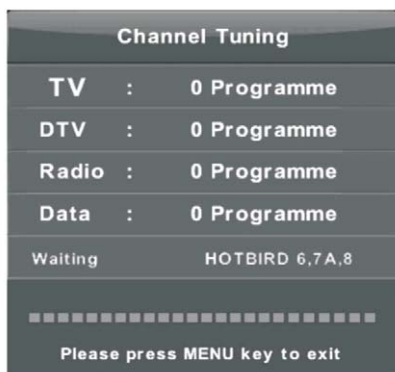 Channel Tuning
TV : 0 Programme
DTV : 0 Programme
Radio : 0 Programme
Data : 0 Programme
Waiting HOTBIRD 6,7A,8
Please press MENU key to exit